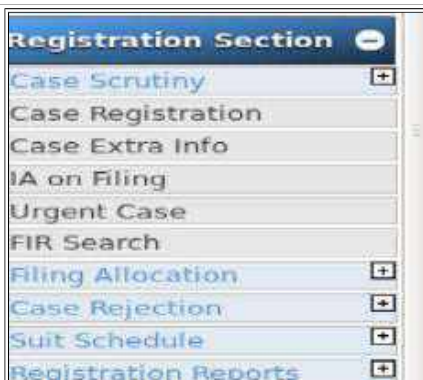 Registration Section
Case Scrutiny
Case Registration
Case Extra Info
IA on Filing
Urgent Case
FIR Search
Filing Allocation
Case Rejection
Suit Schedule
Registration Reports